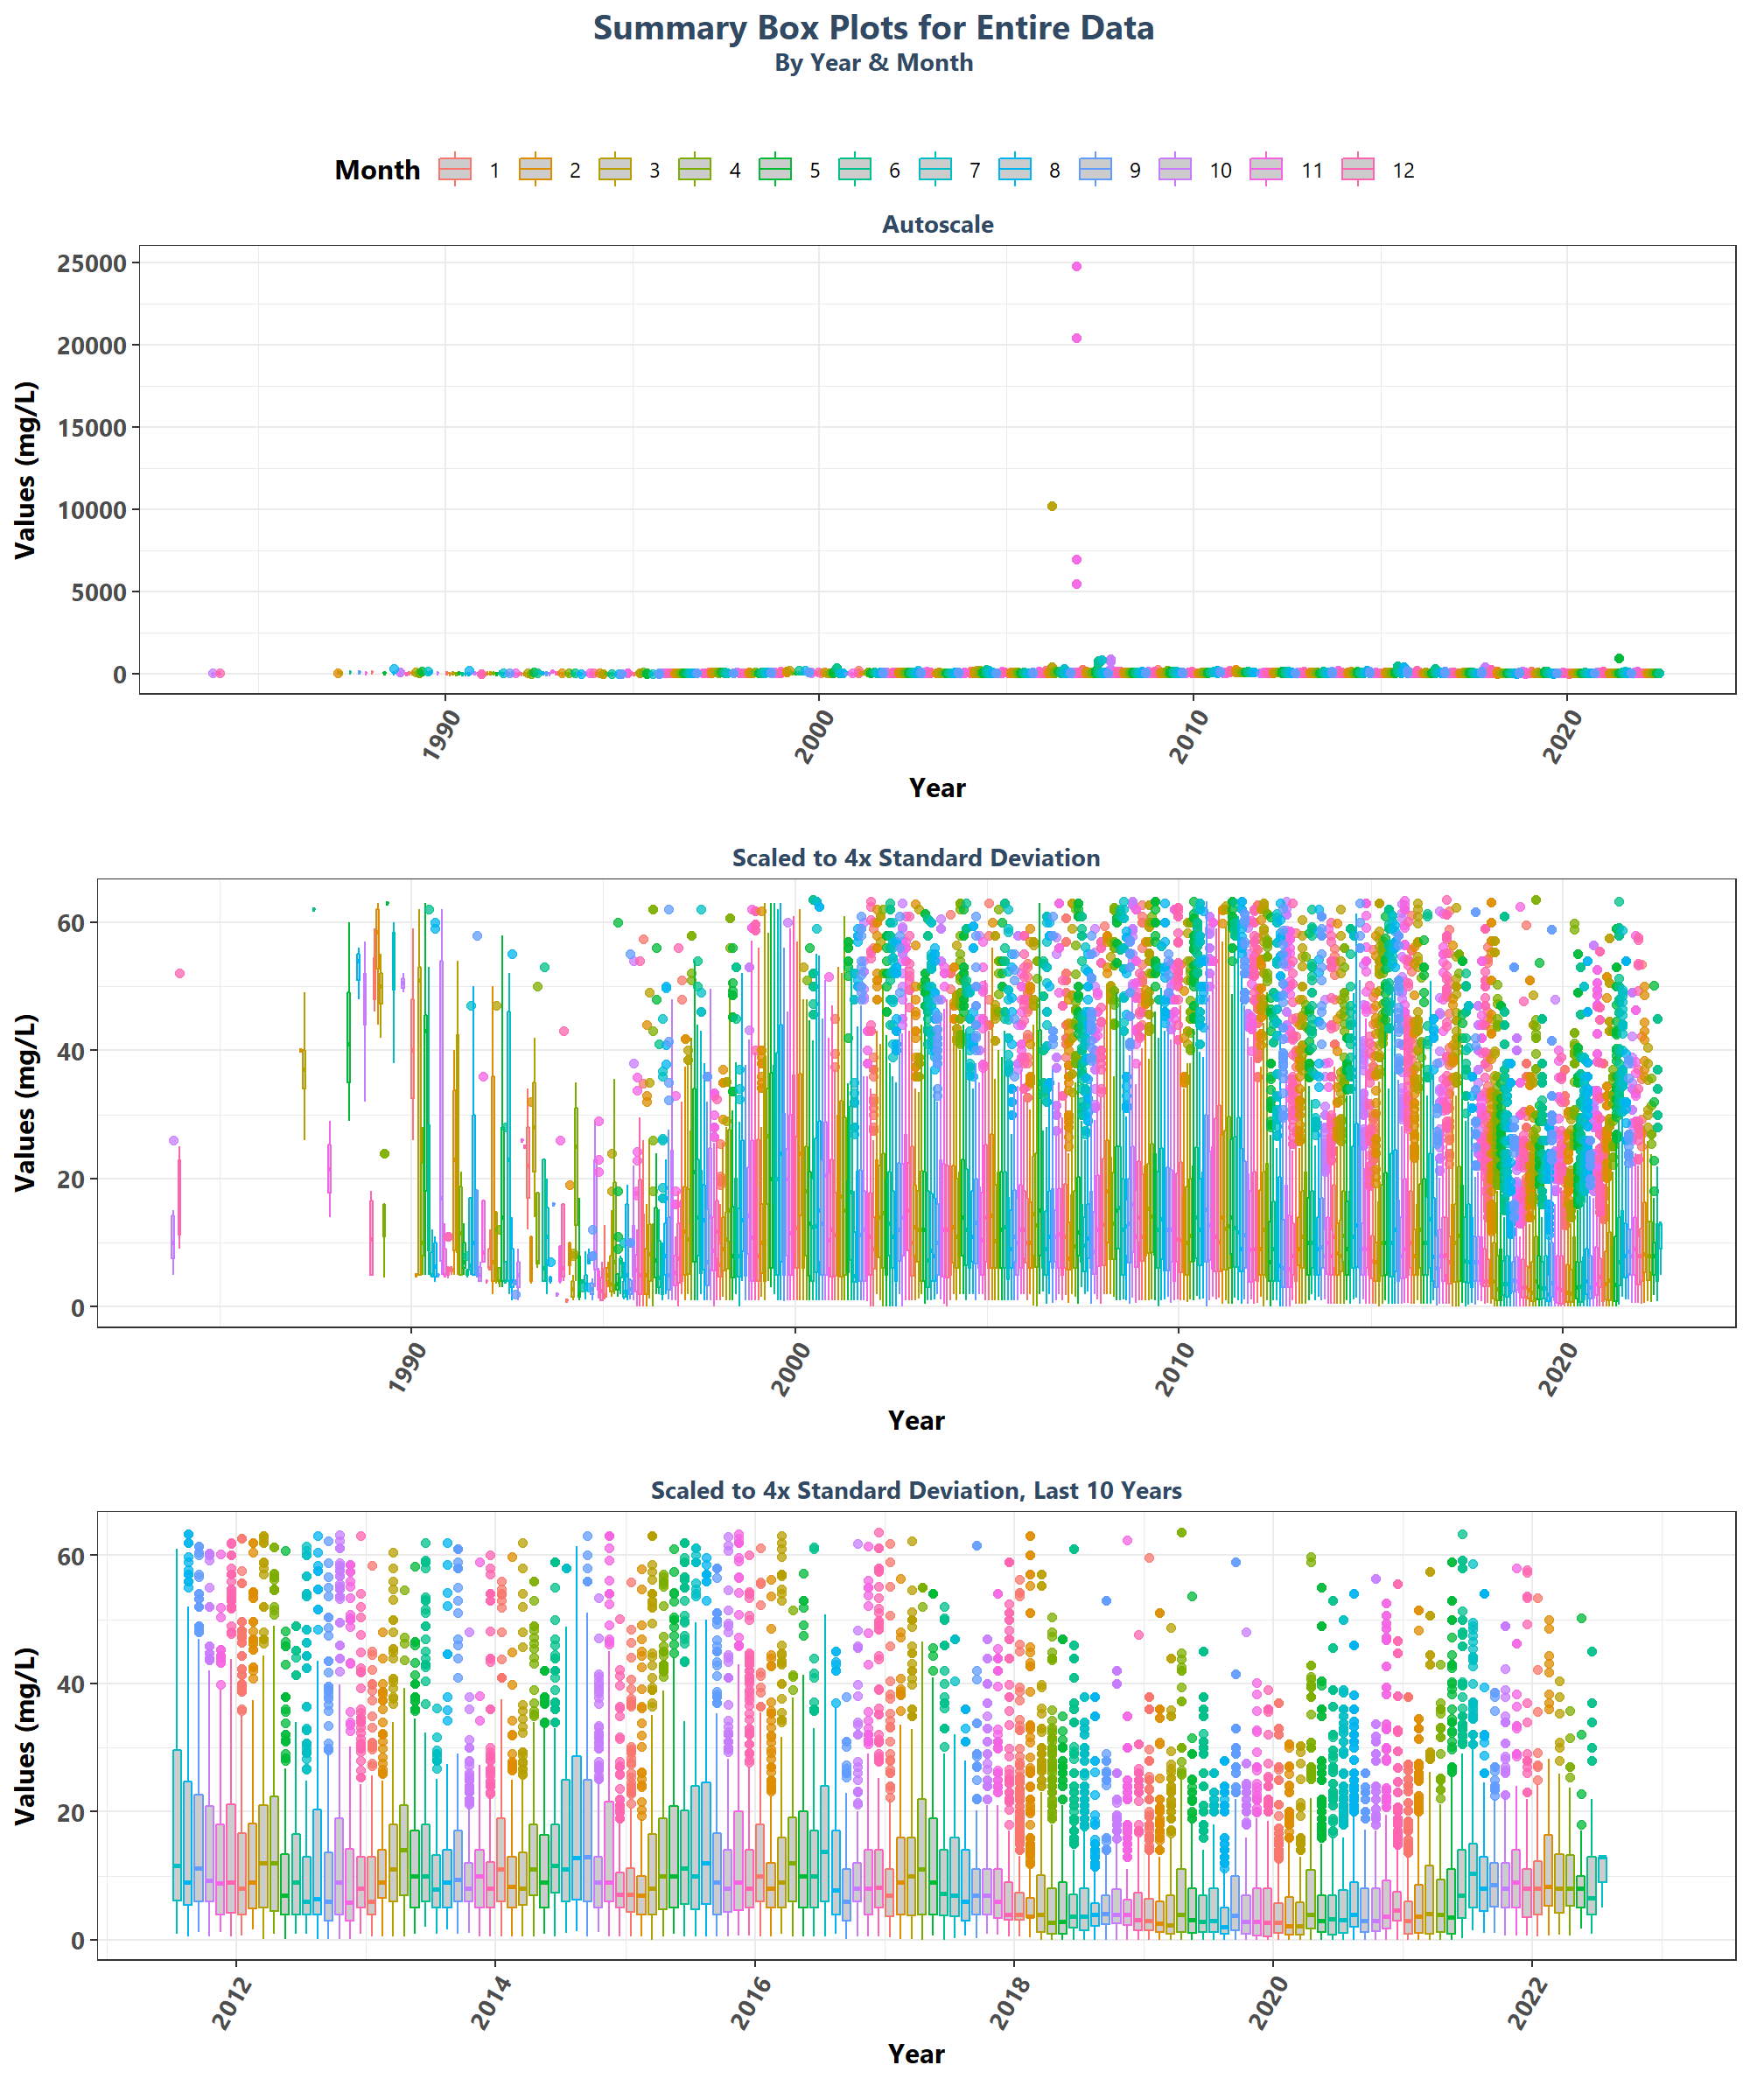 Summary Box Plots for Entire Data
By Year & Month
Month 1 2 3 4 5 6 7 8 9 10 11 12
Autoscale
Values (mg/L)
25000
20000
15000
10000
5000
0
1990 2000 2010 2020
Year
Scaled to 4x Standard Deviation
Values (mg/L)
60
40
20
0
1990 2000 2010 2020
Year
Scaled to 4x Standard Deviation, Last 10 Years
Values (mg/L)
60
40
20
0
2012 2014 2016 2018 2020 2022
Year